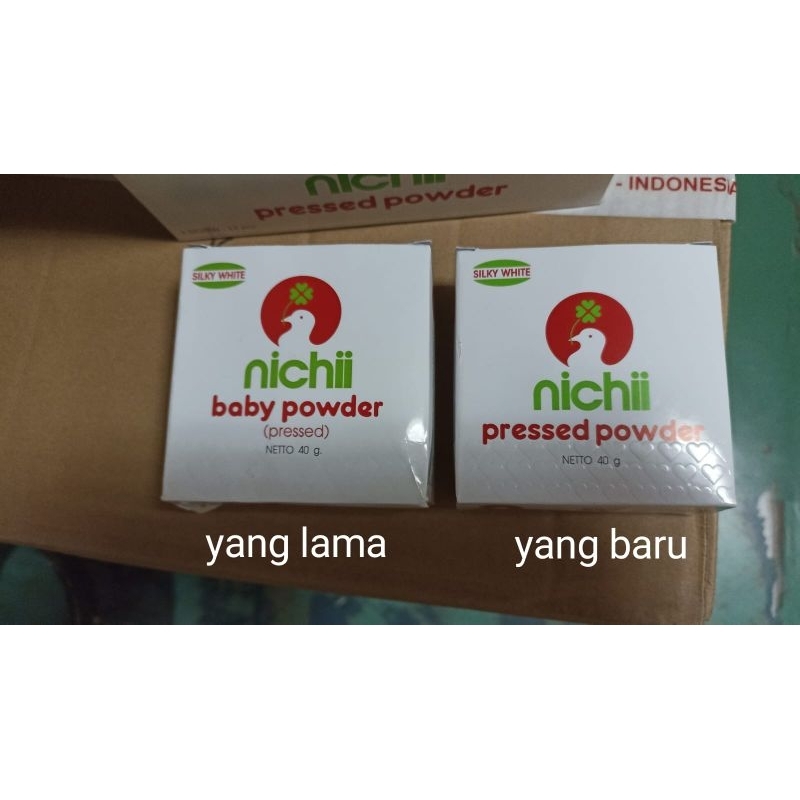 nichii
pressed powder
- INDONESIA
SILKY WHITE
nichii
baby powder
(pressed)
NETTO 40 g.
SILKY WHITE
nichii
pressed powder
NETTO 40 g
yang lama
yang baru